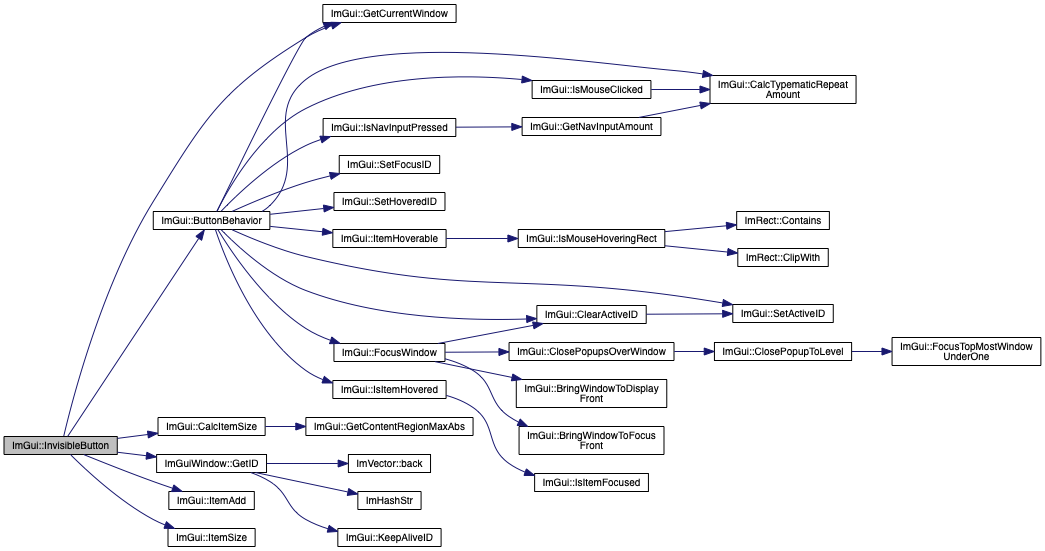 ImGui::GetCurrentWindow
ImGui::CalcTypematicRepeat
Amount
ImGui::IsMouseClicked
ImGui::IsNavInputPressed
ImGui::GetNavInputAmount
ImGui::SetFocusID
ImGui::SetHoveredID
ImGui::ButtonBehavior
ImRect::Contains
ImGui::ItemHoverable
ImGui::IsMouseHoveringRect
ImRect::ClipWith
ImGui::ClearActiveID
ImGui::SetActiveID
ImGui::FocusWindow
ImGui::ClosePopupsOverWindow
ImGui::ClosePopupToLevel
ImGui::FocusTopMostWindow
UnderOne
ImGui::IsItemHovered
ImGui::BringWindowToDisplay
Front
ImGui::BringWindowToFocus
Front
ImGui::InvisibleButton
ImGui::CalcItemSize
ImGui::GetContentRegionMaxAbs
ImGuiWindow::GetID
ImVector::back
ImGui::IsItemFocused
ImGui::ItemAdd
ImHashStr
ImGui::ItemSize
ImGui::KeepAliveID